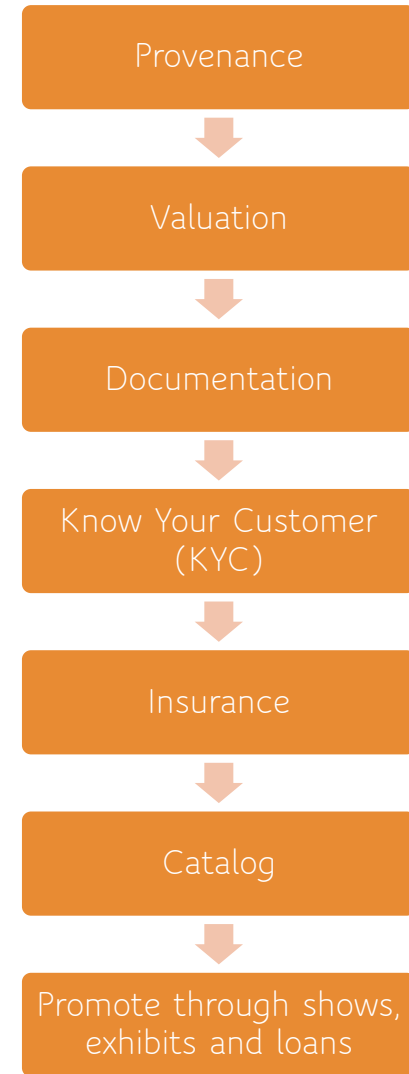 Provenance
Valuation
Documentation
Know Your Customer
(KYC)
Insurance
Catalog
Promote through shows,
exhibits and loans